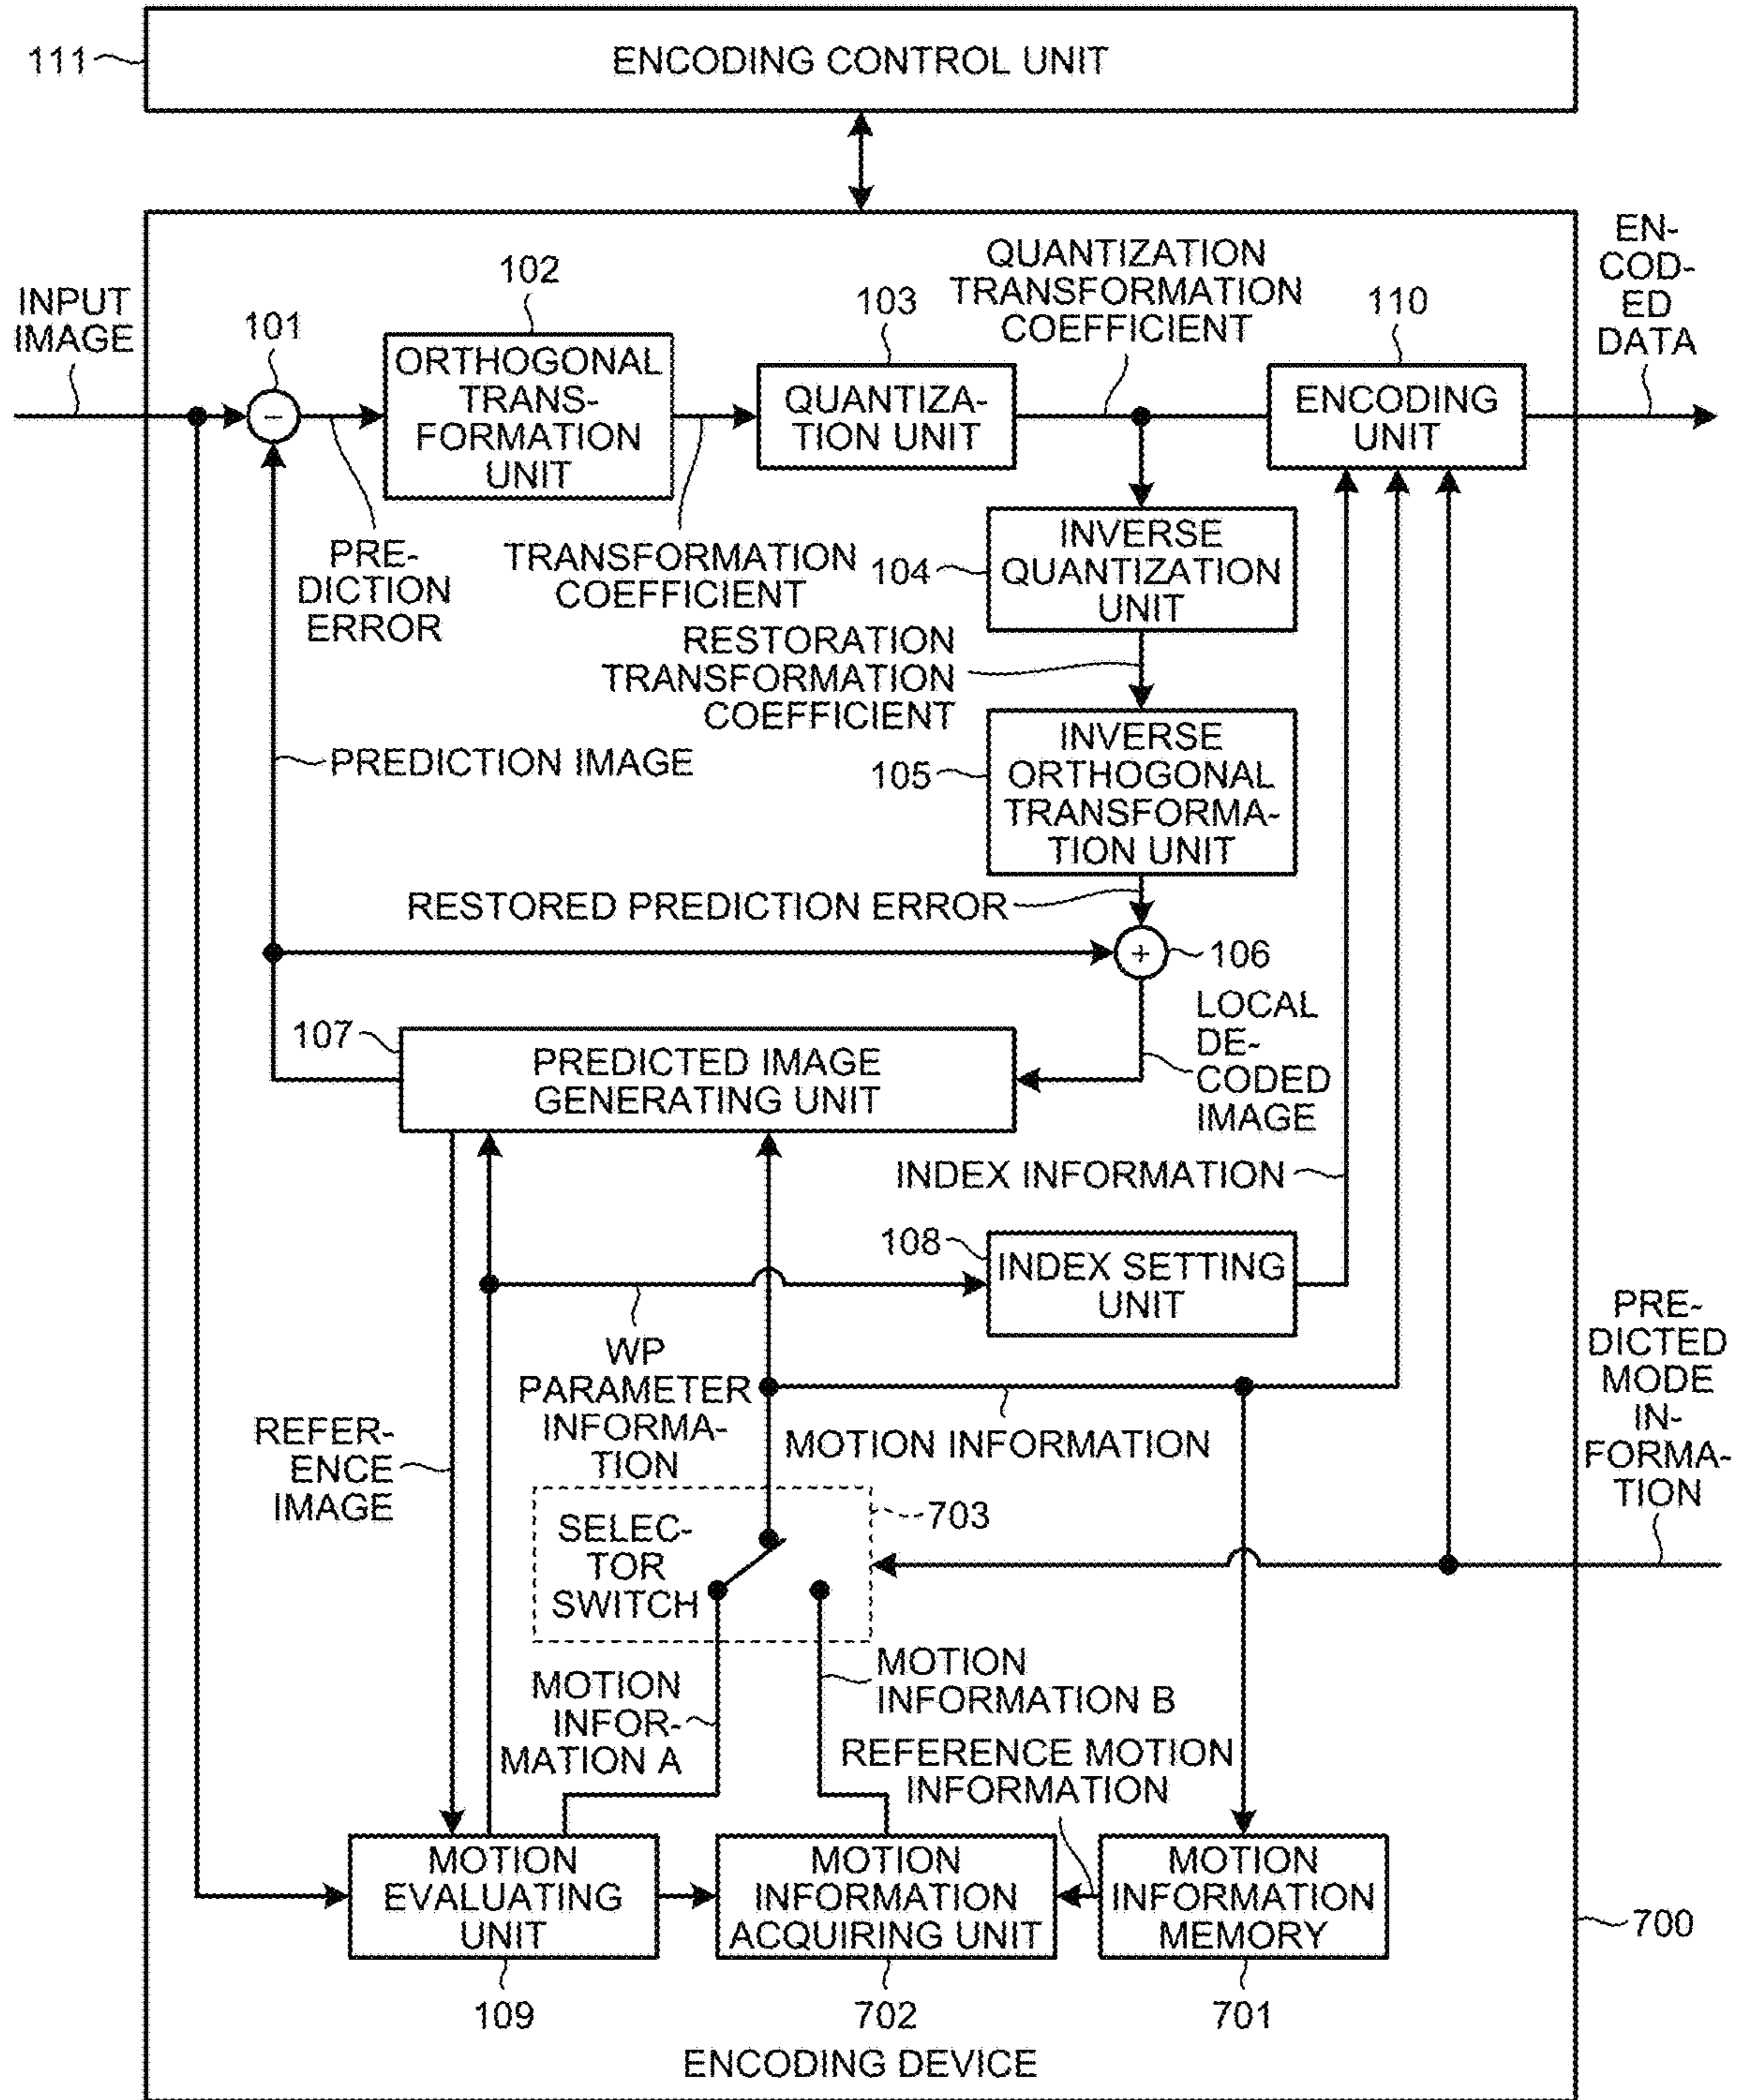 111
ENCODING CONTROL UNIT
INPUT
IMAGE
101
102
ORTHOGONAL
TRANS-
FORMATION
UNIT
103
QUANTIZA-
TION UNIT
QUANTIZATION
TRANSFORMATION
COEFFICIENT
110
ENCODING
UNIT
EN-
COD-
ED
DATA
−
PRE-
DICTION
ERROR
TRANSFORMATION
COEFFICIENT
104
INVERSE
QUANTIZATION
UNIT
RESTORATION
TRANSFORMATION
COEFFICIENT
PREDICTION IMAGE
105
INVERSE
ORTHOGONAL
TRANSFORMA-
TION UNIT
RESTORED PREDICTION ERROR
+
106
LOCAL
DE-
CODED
IMAGE
107
PREDICTED IMAGE
GENERATING UNIT
INDEX INFORMATION
108
INDEX SETTING
UNIT
WP
PARAMETER
INFORMA-
TION
MOTION INFORMATION
PRE-
DICTED
MODE
IN-
FORMA-
TION
REFER-
ENCE
IMAGE
703
SELEC-
TOR
SWITCH
MOTION
INFOR-
MATION A
MOTION
INFORMATION B
REFERENCE MOTION
INFORMATION
MOTION
EVALUATING
UNIT
109
MOTION
INFORMATION
ACQUIRING UNIT
702
MOTION
INFORMATION
MEMORY
701
700
ENCODING DEVICE